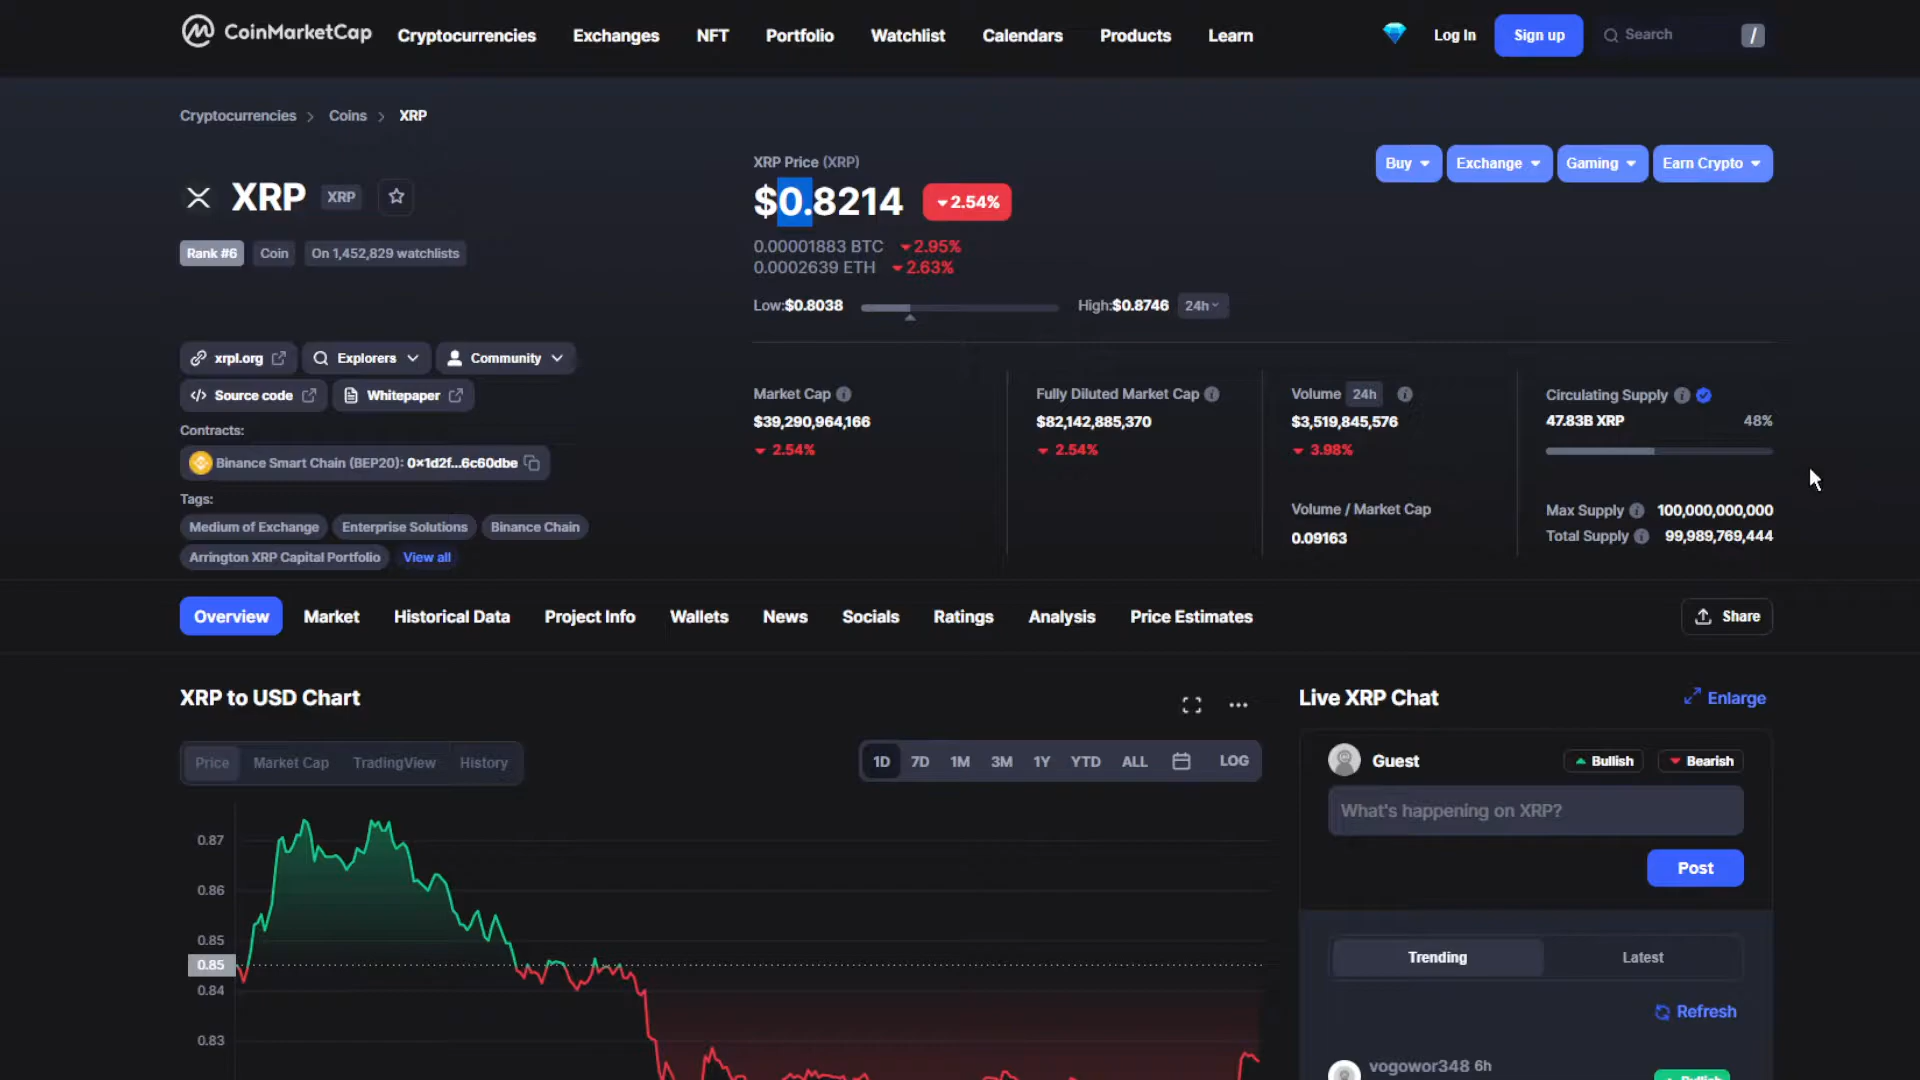 CoinMarketCap Cryptocurrencies Exchanges NFT Portfolio Watchlist Calendars Products Learn Log In Sign up Search /
Cryptocurrencies > Coins > XRP
XRP XRP
Rank #6 Coin On 1,452,829 watchlists
xrpl.org Explorers Community
Source code Whitepaper
Contracts:
Binance Smart Chain (BEP20): 0x1d2f...6c60dbe
Tags:
Medium of Exchange Enterprise Solutions Binance Chain
Arrington XRP Capital Portfolio View all
XRP Price (XRP)
$0.8214 2.54%
0.00001883 BTC 2.95%
0.0002639 ETH 2.63%
Low:$0.8038 High:$0.8746 24h
Buy Exchange Gaming Earn Crypto
Market Cap
$39,290,964,166
2.54%
Fully Diluted Market Cap
$82,142,885,370
2.54%
Volume 24h
$3,519,845,576
3.98%
Volume / Market Cap
0.09163
Circulating Supply
47.83B XRP 48%
Max Supply 100,000,000,000
Total Supply 99,989,769,444
Overview Market Historical Data Project Info Wallets News Socials Ratings Analysis Price Estimates Share
XRP to USD Chart
Price Market Cap TradingView History
1D 7D 1M 3M 1Y YTD ALL LOG
0.87
0.86
0.85
0.85
0.84
0.83
Live XRP Chat Enlarge
Guest Bullish Bearish
What's happening on XRP?
Post
Trending Latest
Refresh
vogowor348 6h
Bullish